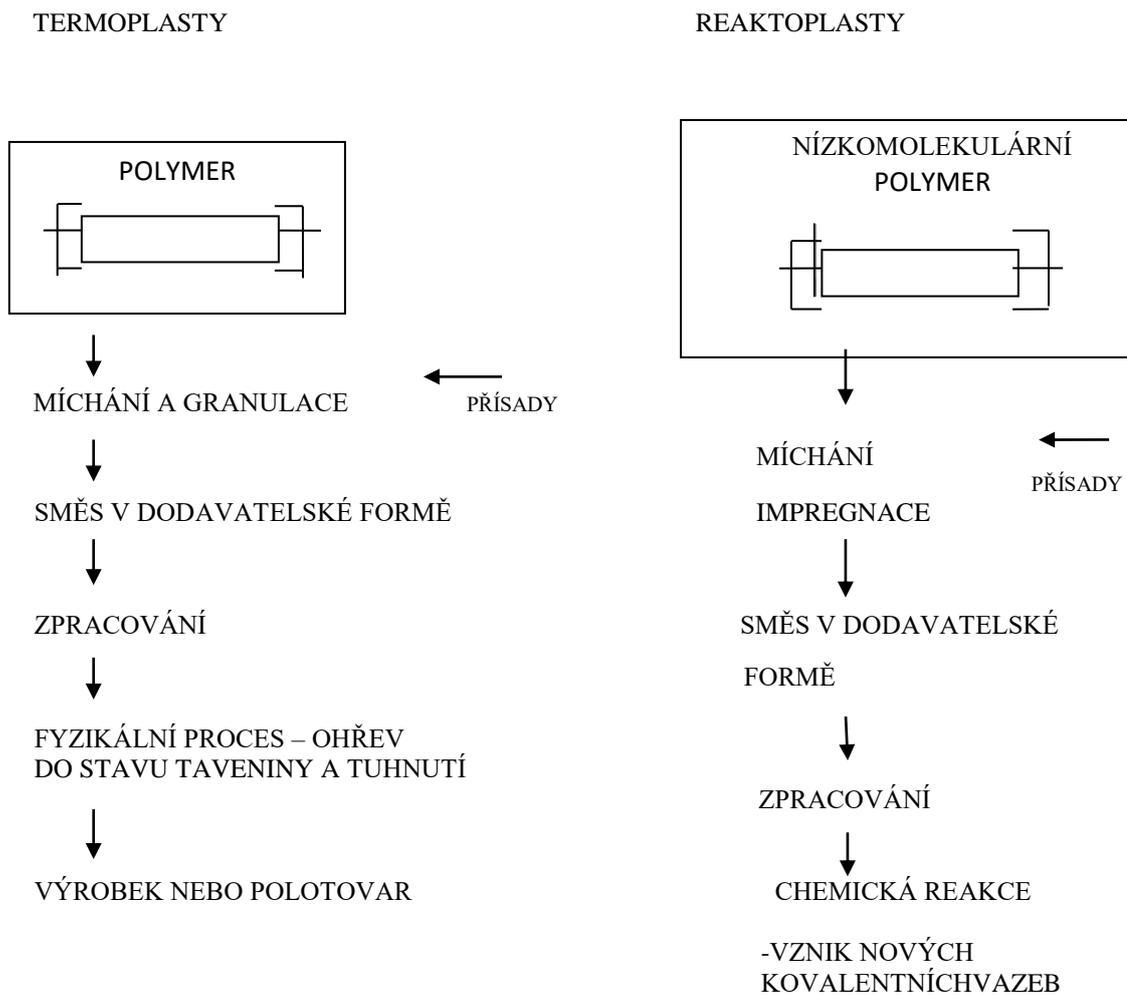 TERMOPLASTY
POLYMER
MÍCHÁNÍ A GRANULACE
PŘÍSADY
SMĚS V DODAVATELSKÉ FORMĚ
ZPRACOVÁNÍ
FYZIKÁLNÍ PROCES – OHŘEV
DO STAVU TAVENINY A TUHNUTÍ
VÝROBEK NEBO POLOTOVAR
REAKTOPLASTY
NÍZKOMOLEKULÁRNÍ
POLYMER
MÍCHÁNÍ
PŘÍSADY
IMPREGNACE
SMĚS V DODAVATELSKÉ
FORMĚ
ZPRACOVÁNÍ
CHEMICKÁ REAKCE
-VZNIK NOVÝCH
KOVALENTNÍCHVAZEB